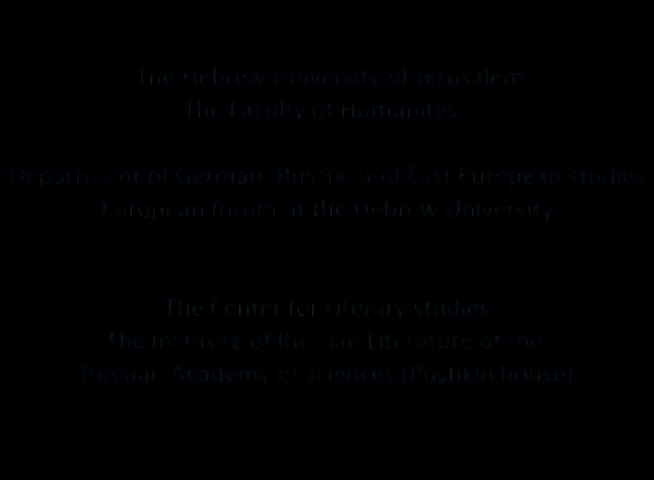 The Hebrew University of Jerusalem
The Faculty of Humanites
Department of German, Russian and East European studies
European forum at the Hebrew University
The Center for Literary studies
The Institute of Russian Literature of the
Russian Academy of sciences (Pushkin house)